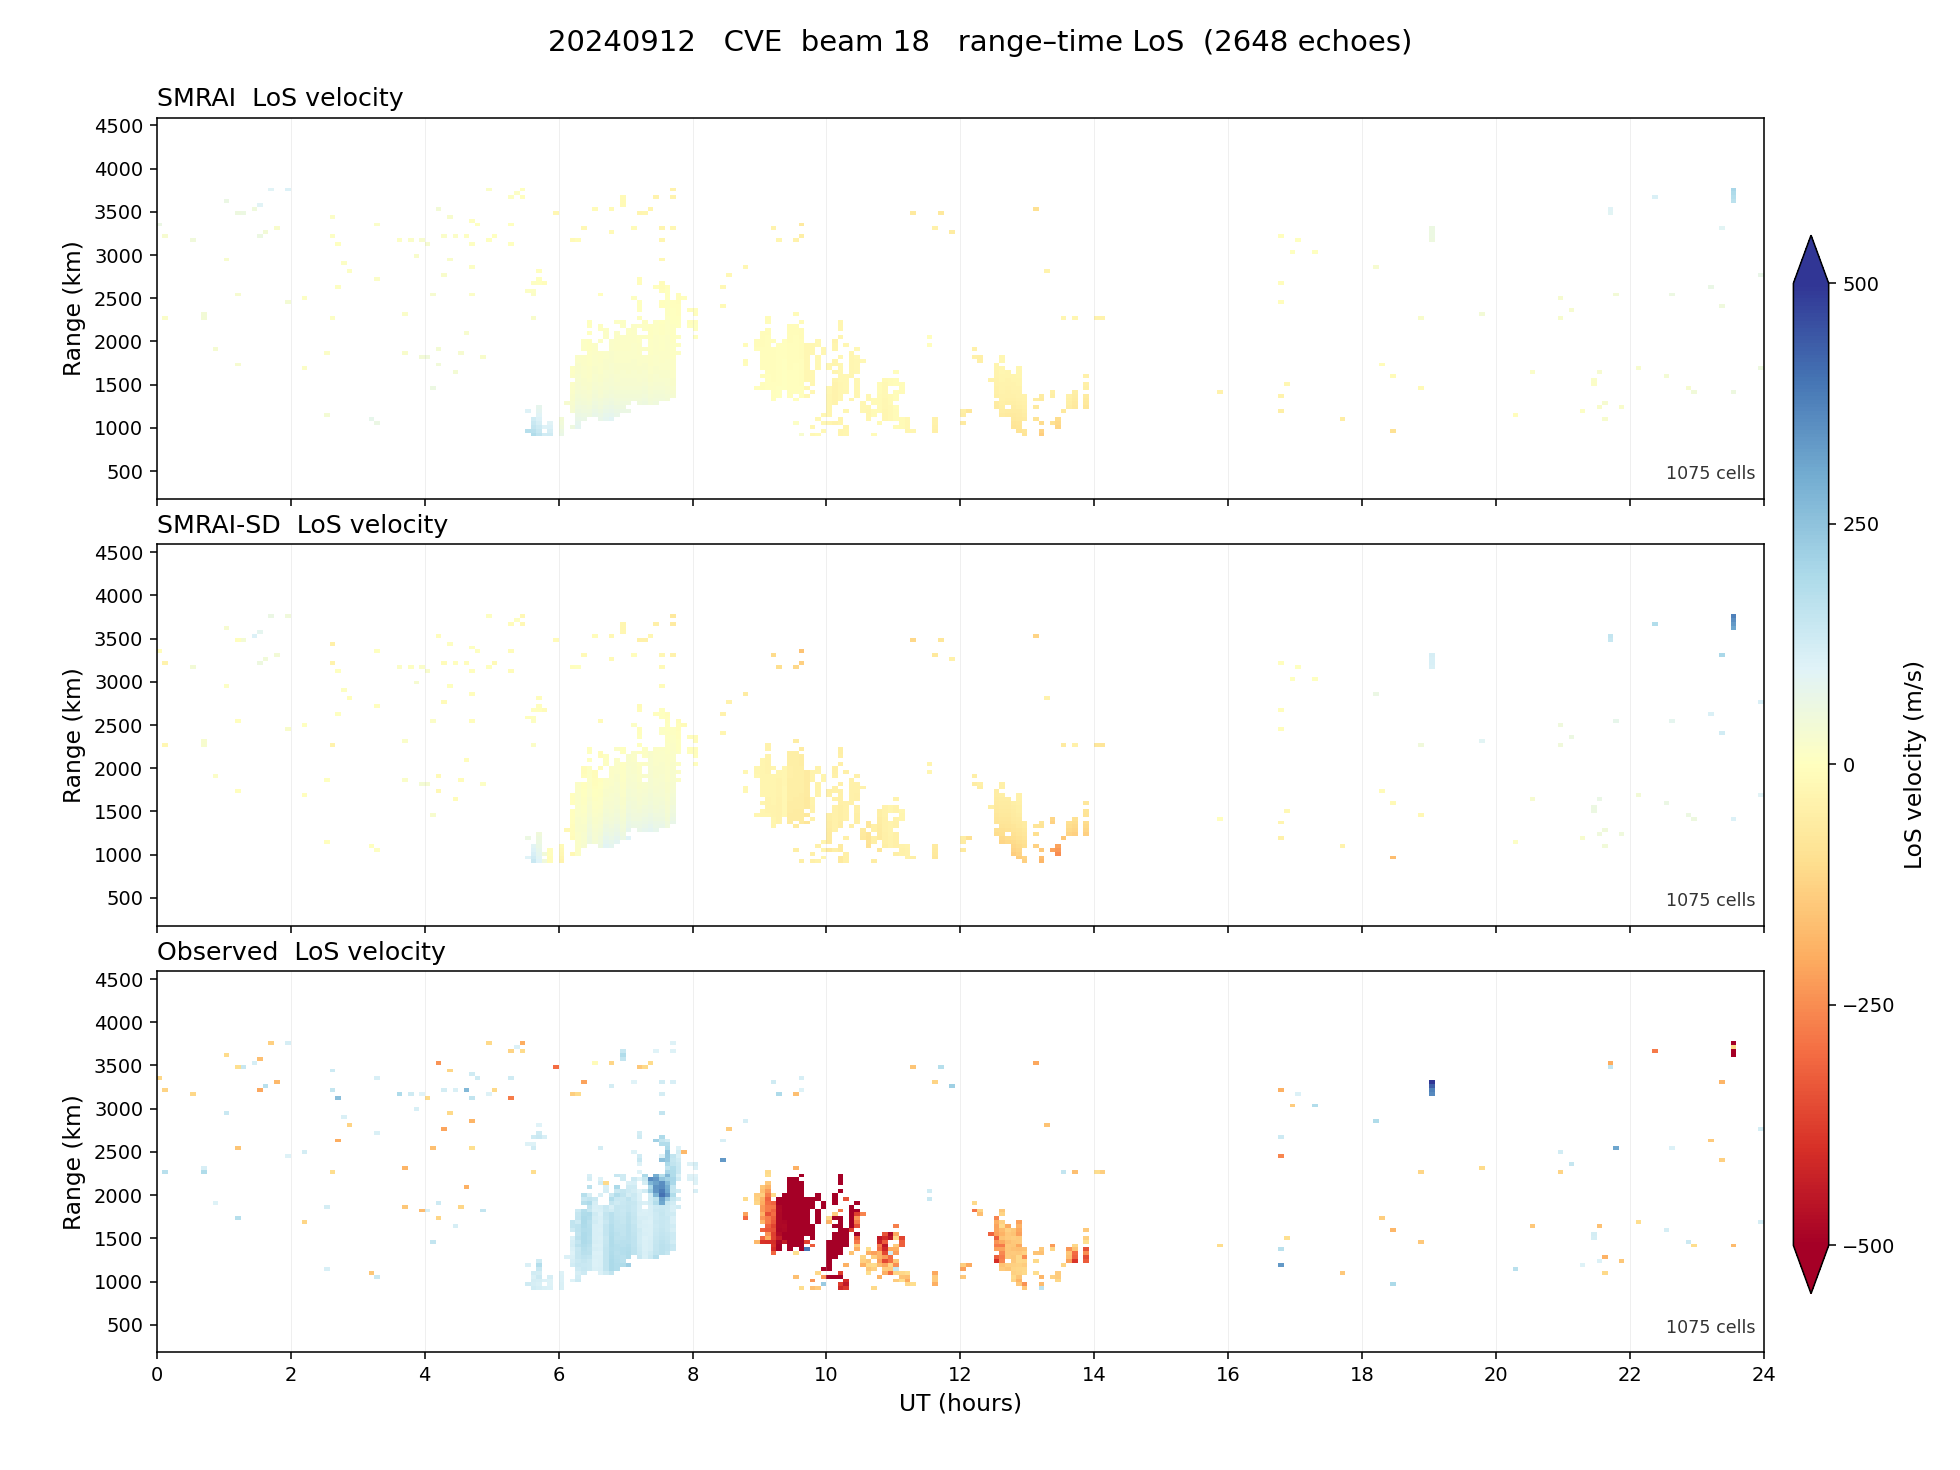 20240912 CVE beam 18 range–time LoS (2648 echoes)
SMRAI LoS velocity
4500
4000
3500
3000
2500
2000
1500
1000
500
Range (km)
1075 cells
SMRAI-SD LoS velocity
4500
4000
3500
3000
2500
2000
1500
1000
500
Range (km)
1075 cells
Observed LoS velocity
4500
4000
3500
3000
2500
2000
1500
1000
500
Range (km)
1075 cells
0 2 4 6 8 10 12 14 16 18 20 22 24
UT (hours)
500
250
0
−250
−500
LoS velocity (m/s)